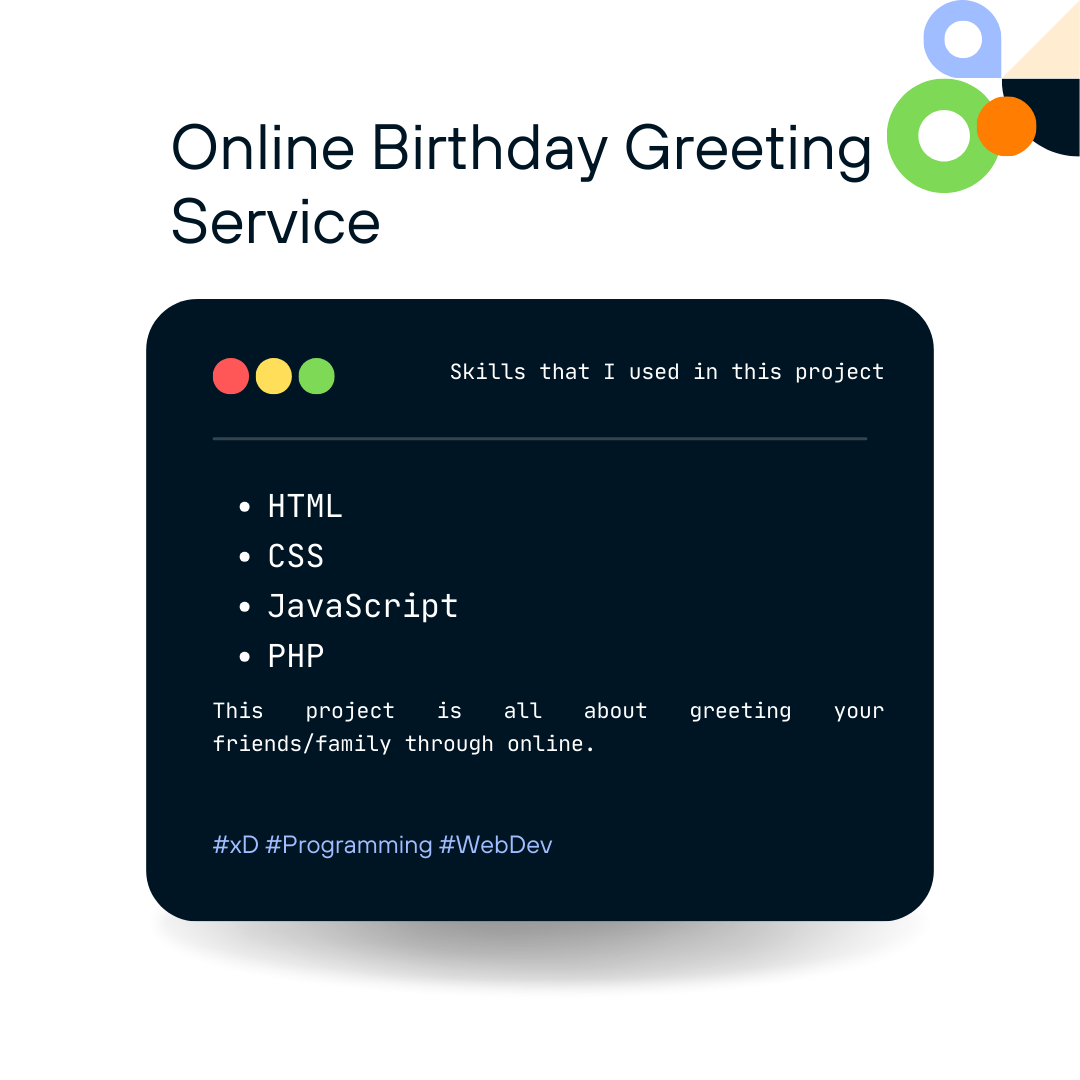 Online Birthday Greeting
Service
Skills that I used in this project
• HTML
• CSS
• JavaScript
• PHP
This project is all about greeting your
friends/family through online.
#xD #Programming #WebDev